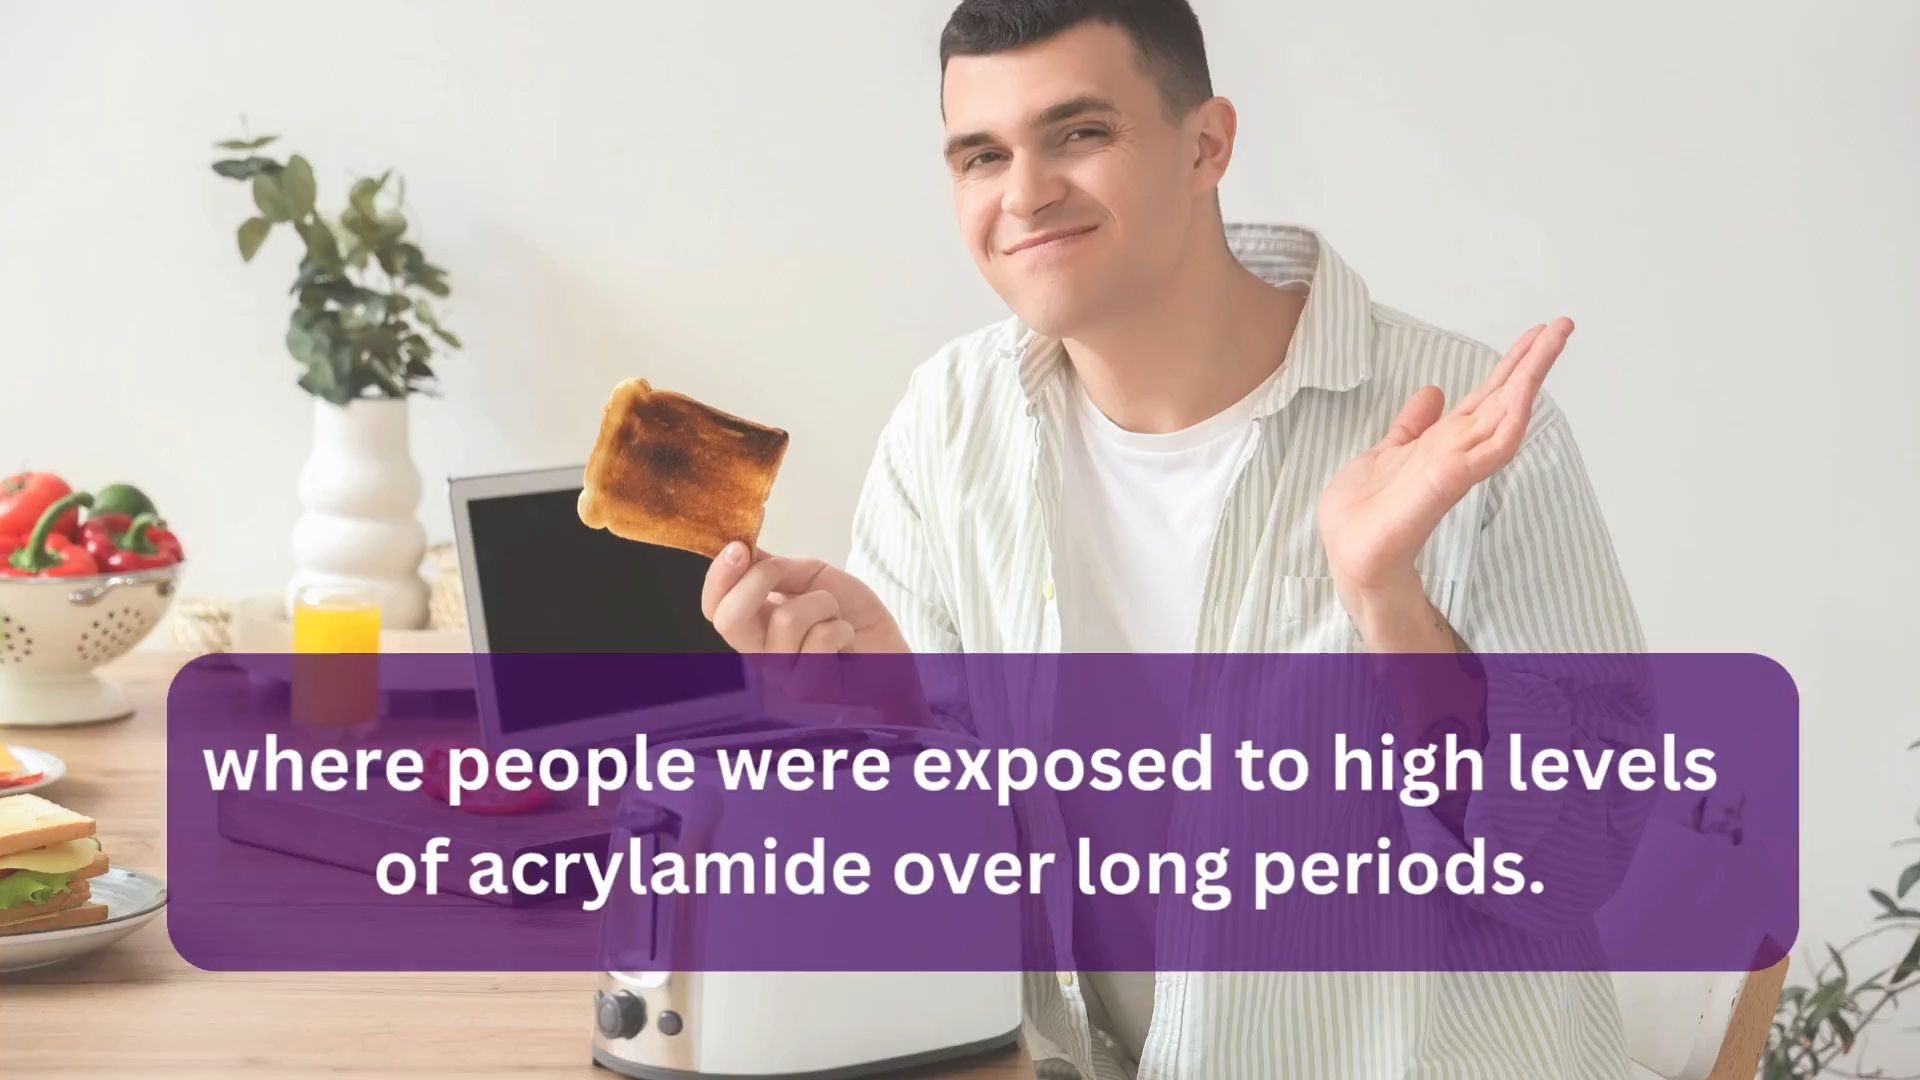 where people were exposed to high levels
of acrylamide over long periods.